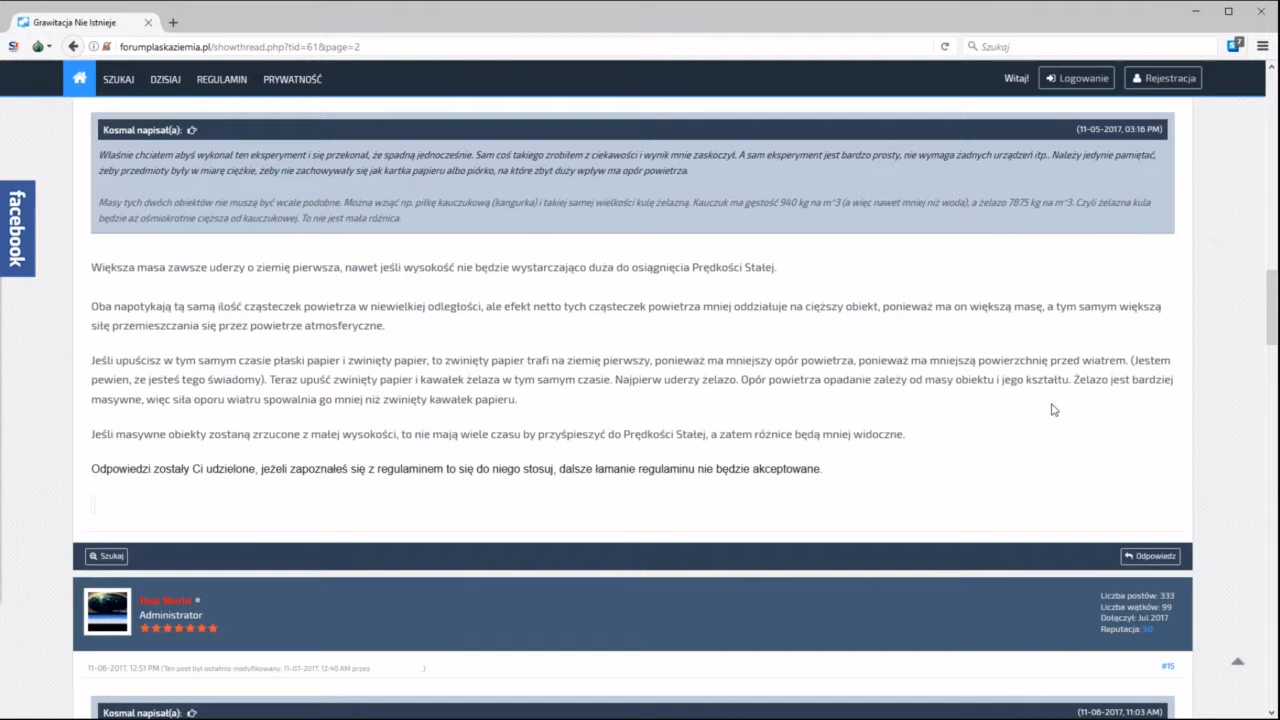 Grawitacja Nie Istnieje
forumplaskaziemia.pl/showthread.php?tid=61&page=2
Szukaj
7
SZUKAJ DZISIAJ REGULAMIN PRYWATNOŚĆ
Witaj! Logowanie Rejestracja
facebook
Kosmal napisał(a): (11-05-2017, 03:16 PM)
Właśnie chciałem abyś wykonał ten eksperyment i się przekonał, że spadną jednocześnie. Sam coś takiego zrobiłem z ciekawości i wynik mnie zaskoczył. A sam eksperyment jest bardzo prosty, nie wymaga żadnych urządzeń itp.. Należy jedynie pamiętać,
żeby przedmioty były w miarę ciężkie, żeby nie zachowywały się jak kartka papieru albo piórko, na które zbyt duży wpływ ma opór powietrza.
Masy tych dwóch obiektów nie muszą być wcale podobne. Można wziąć np. piłkę kauczukową (kangurka) i takiej samej wielkości kulę żelazną. Kauczuk ma gęstość 940 kg na m^3 (a więc nawet mniej niż woda), a żelazo 7875 kg na m^3. Czyli żelazna kula
będzie aż ośmiokrotnie cięższa od kauczukowej. To nie jest mała różnica.
Większa masa zawsze uderzy o ziemię pierwsza, nawet jeśli wysokość nie będzie wystarczająco duża do osiągnięcia Prędkości Stałej.
Oba napotykają tą samą ilość cząsteczek powietrza w niewielkiej odległości, ale efekt netto tych cząsteczek powietrza mniej oddziałuje na cięższy obiekt, ponieważ ma on większą masę, a tym samym większą
siłę przemieszczania się przez powietrze atmosferyczne.
Jeśli upuścisz w tym samym czasie płaski papier i zwinięty papier, to zwinięty papier trafi na ziemię pierwszy, ponieważ ma mniejszy opór powietrza, ponieważ ma mniejszą powierzchnię przed wiatrem. (Jestem
pewien, że jesteś tego świadomy). Teraz upuść zwinięty papier i kawałek żelaza w tym samym czasie. Najpierw uderzy żelazo. Opór powietrza opadanie zależy od masy obiektu i jego kształtu. Żelazo jest bardziej
masywne, więc siła oporu wiatru spowalnia go mniej niż zwinięty kawałek papieru.
Jeśli masywne obiekty zostaną zrzucone z małej wysokości, to nie mają wiele czasu by przyśpieszyć do Prędkości Stałej, a zatem różnice będą mniej widoczne.
Odpowiedzi zostały Ci udzielone, jeżeli zapoznałeś się z regulaminem to się do niego stosuj, dalsze łamanie regulaminu nie będzie akceptowane.
Szukaj Odpowiedz
Real World
Administrator
Liczba postów: 333
Liczba wątków: 99
Dołączył: Jul 2017
Reputacja: 50
11-06-2017, 12:51 PM (Ten post był ostatnio modyfikowany: 11-07-2017, 12:40 AM przez )
#15
Kosmal napisał(a): (11-06-2017, 11:03 AM)